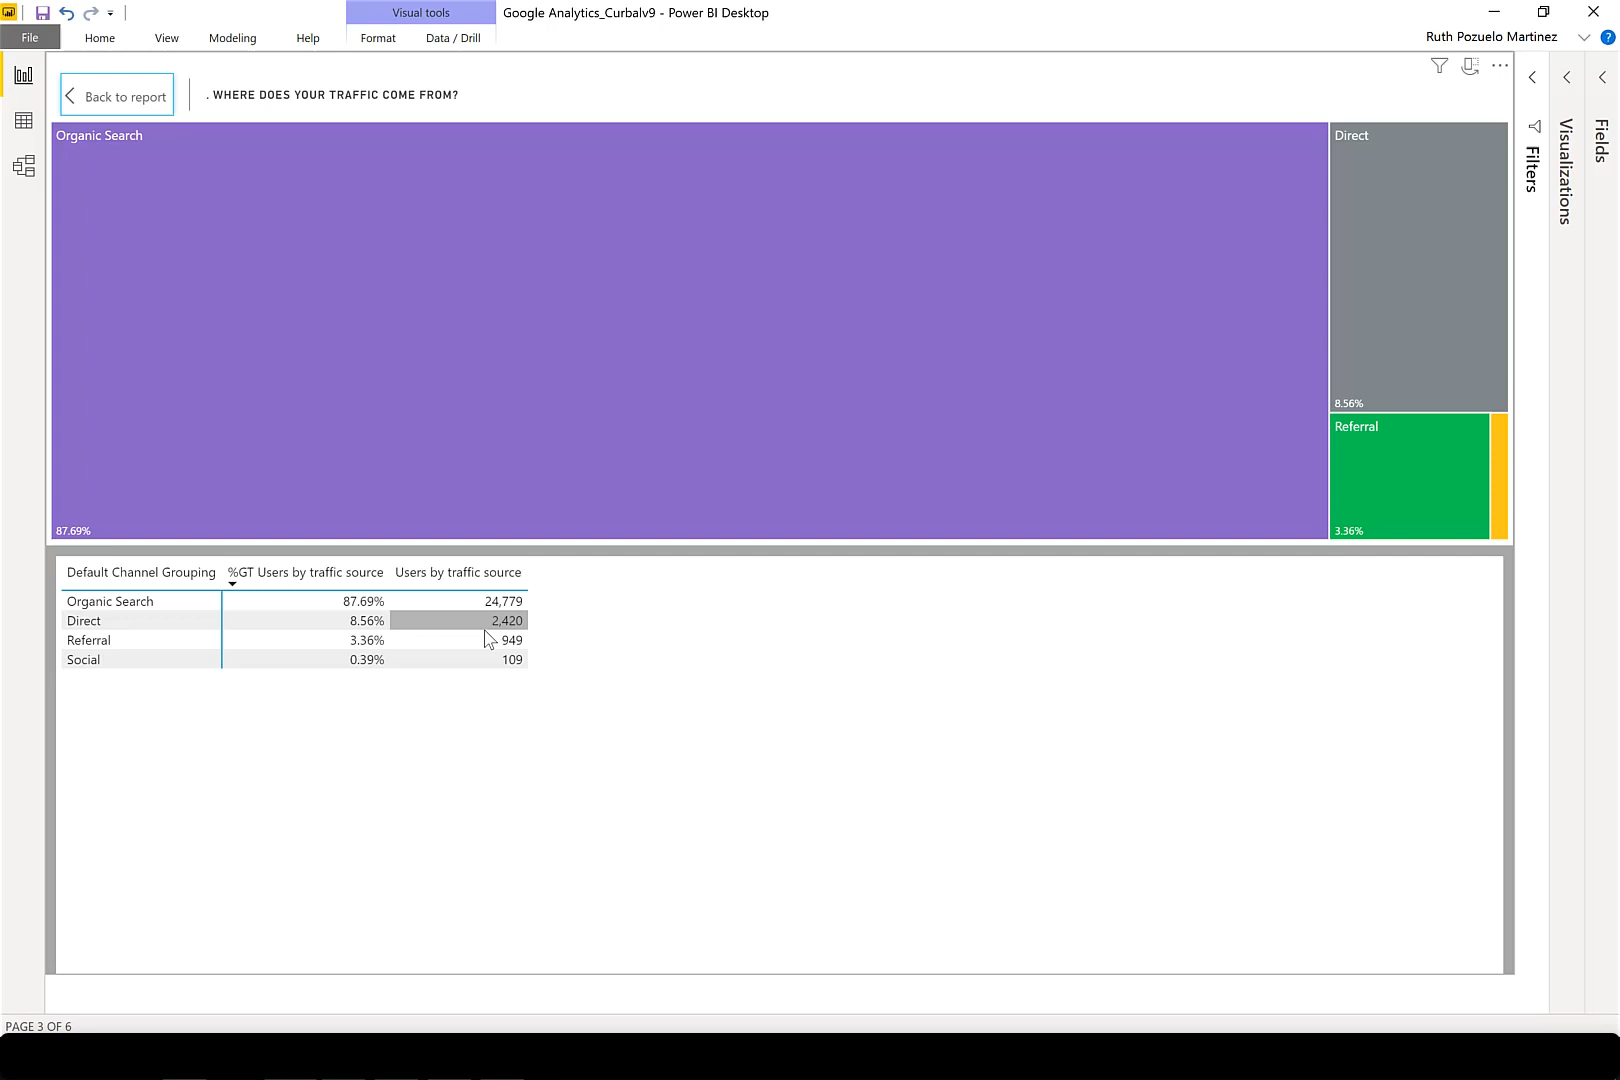 Visual tools
Google Analytics_Curbalv9 - Power BI Desktop
File
Home
View
Modeling
Help
Format
Data / Drill
Ruth Pozuelo Martinez
?
Back to report
. WHERE DOES YOUR TRAFFIC COME FROM?
Organic Search
87.69%
Direct
8.56%
Referral
3.36%
Filters
Visualizations
Fields
Default Channel Grouping %GT Users by traffic source Users by traffic source
Organic Search 87.69% 24,779
Direct 8.56% 2,420
Referral 3.36% 949
Social 0.39% 109
PAGE 3 OF 6